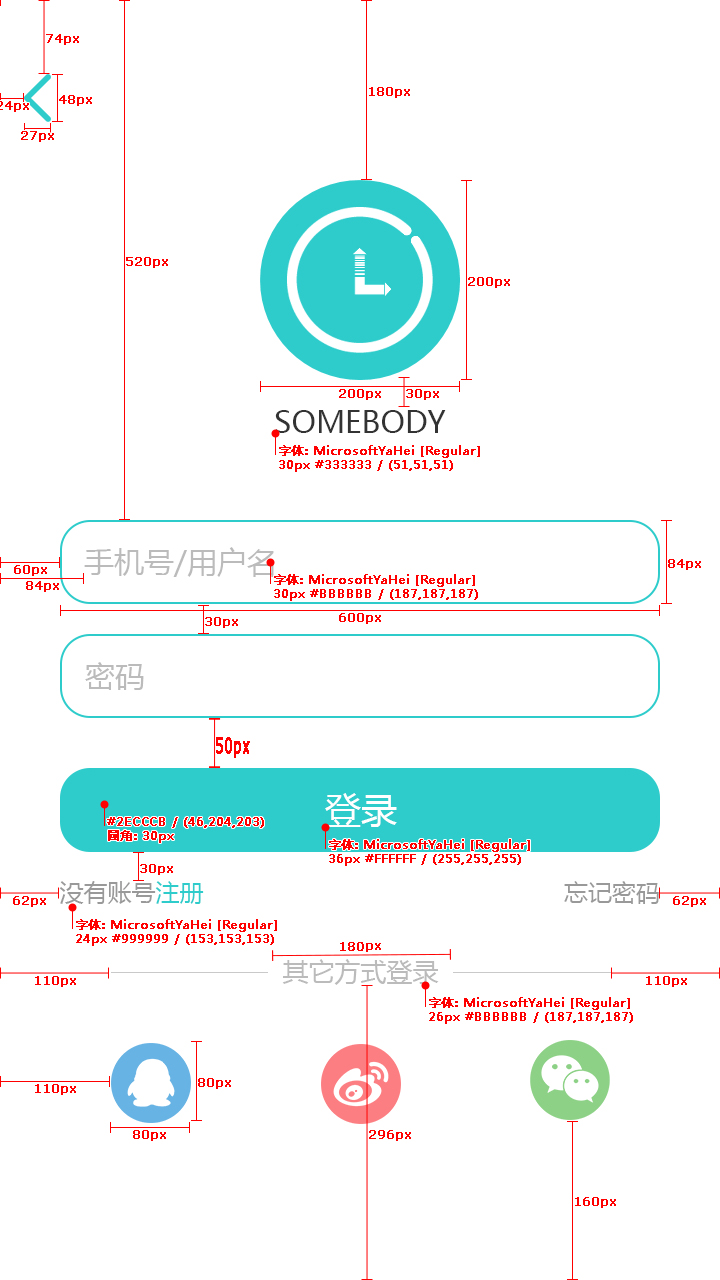 74px
180px
24px
48px
27px
520px
200px
200px
30px
SOMEBODY
字体: MicrosoftYaHei [Regular]
30px #333333 / (51,51,51)
手机号/用户名
60px
84px
84px
字体: MicrosoftYaHei [Regular]
30px #BBBBBB / (187,187,187)
600px
30px
密码
50px
登录
#2ECCCB / (46,204,203)
圆角: 30px
字体: MicrosoftYaHei [Regular]
36px #FFFFFF / (255,255,255)
30px
62px
没有账号注册
忘记密码
62px
字体: MicrosoftYaHei [Regular]
24px #999999 / (153,153,153)
180px
其它方式登录
110px
110px
字体: MicrosoftYaHei [Regular]
26px #BBBBBB / (187,187,187)
110px
80px
80px
296px
160px